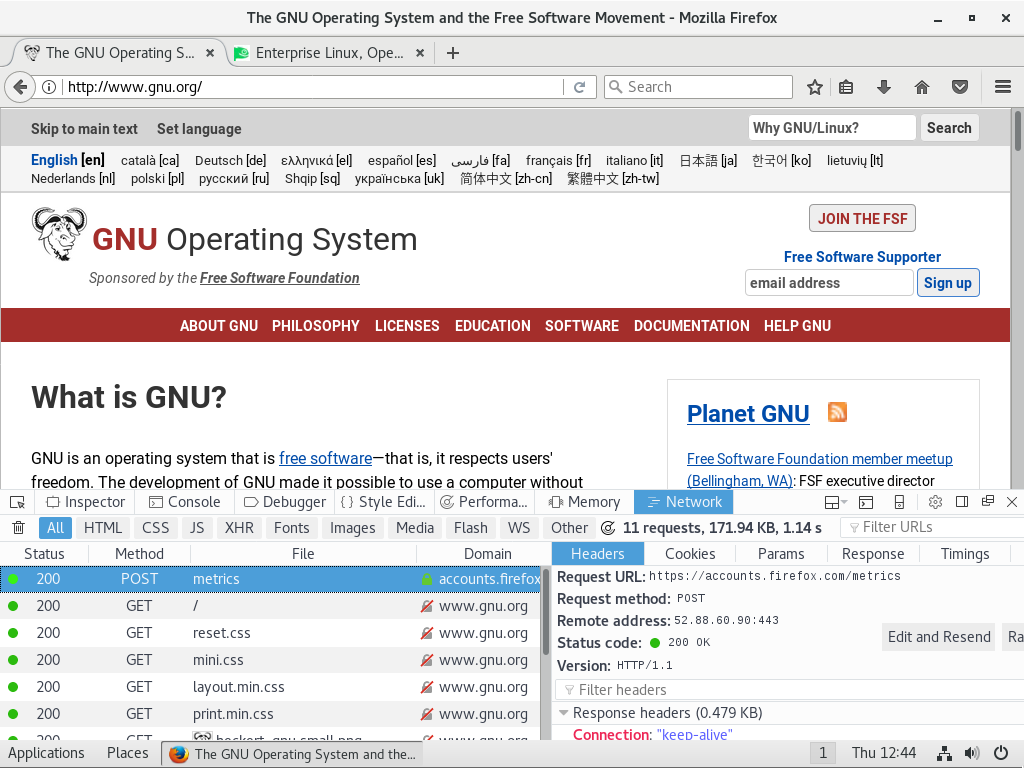 The GNU Operating System and the Free Software Movement - Mozilla Firefox
The GNU Operating S... Enterprise Linux, Ope...
http://www.gnu.org/ Search
Skip to main text Set language Why GNU/Linux? Search
English [en] català [ca] Deutsch [de] ελληνικά [el] español [es] فارسی [fa] français [fr] italiano [it] 日本語 [ja] 한국어 [ko] lietuvių [lt]
Nederlands [nl] polski [pl] русский [ru] Shqip [sq] українська [uk] 简体中文 [zh-cn] 繁體中文 [zh-tw]
JOIN THE FSF
GNU Operating System
Free Software Supporter
Sponsored by the Free Software Foundation
email address Sign up
ABOUT GNU PHILOSOPHY LICENSES EDUCATION SOFTWARE DOCUMENTATION HELP GNU
What is GNU?
Planet GNU
GNU is an operating system that is free software—that is, it respects users'
freedom. The development of GNU made it possible to use a computer without
Free Software Foundation member meetup
(Bellingham, WA): FSF executive director
Inspector Console Debugger Style Edi... Performa... Memory Network
All HTML CSS JS XHR Fonts Images Media Flash WS Other 11 requests, 171.94 KB, 1.14 s Filter URLs
Status Method File Domain
200 POST metrics accounts.firefox
200 GET / www.gnu.org
200 GET reset.css www.gnu.org
200 GET mini.css www.gnu.org
200 GET layout.min.css www.gnu.org
200 GET print.min.css www.gnu.org
200 GET heckert_gnu.small.png www.gnu.org
Headers Cookies Params Response Timings
Request URL: https://accounts.firefox.com/metrics
Request method: POST
Remote address: 52.88.60.90:443
Status code: 200 OK
Edit and Resend Ra
Version: HTTP/1.1
Filter headers
Response headers (0.479 KB)
Connection: "keep-alive"
Applications Places The GNU Operating System and the... 1 Thu 12:44